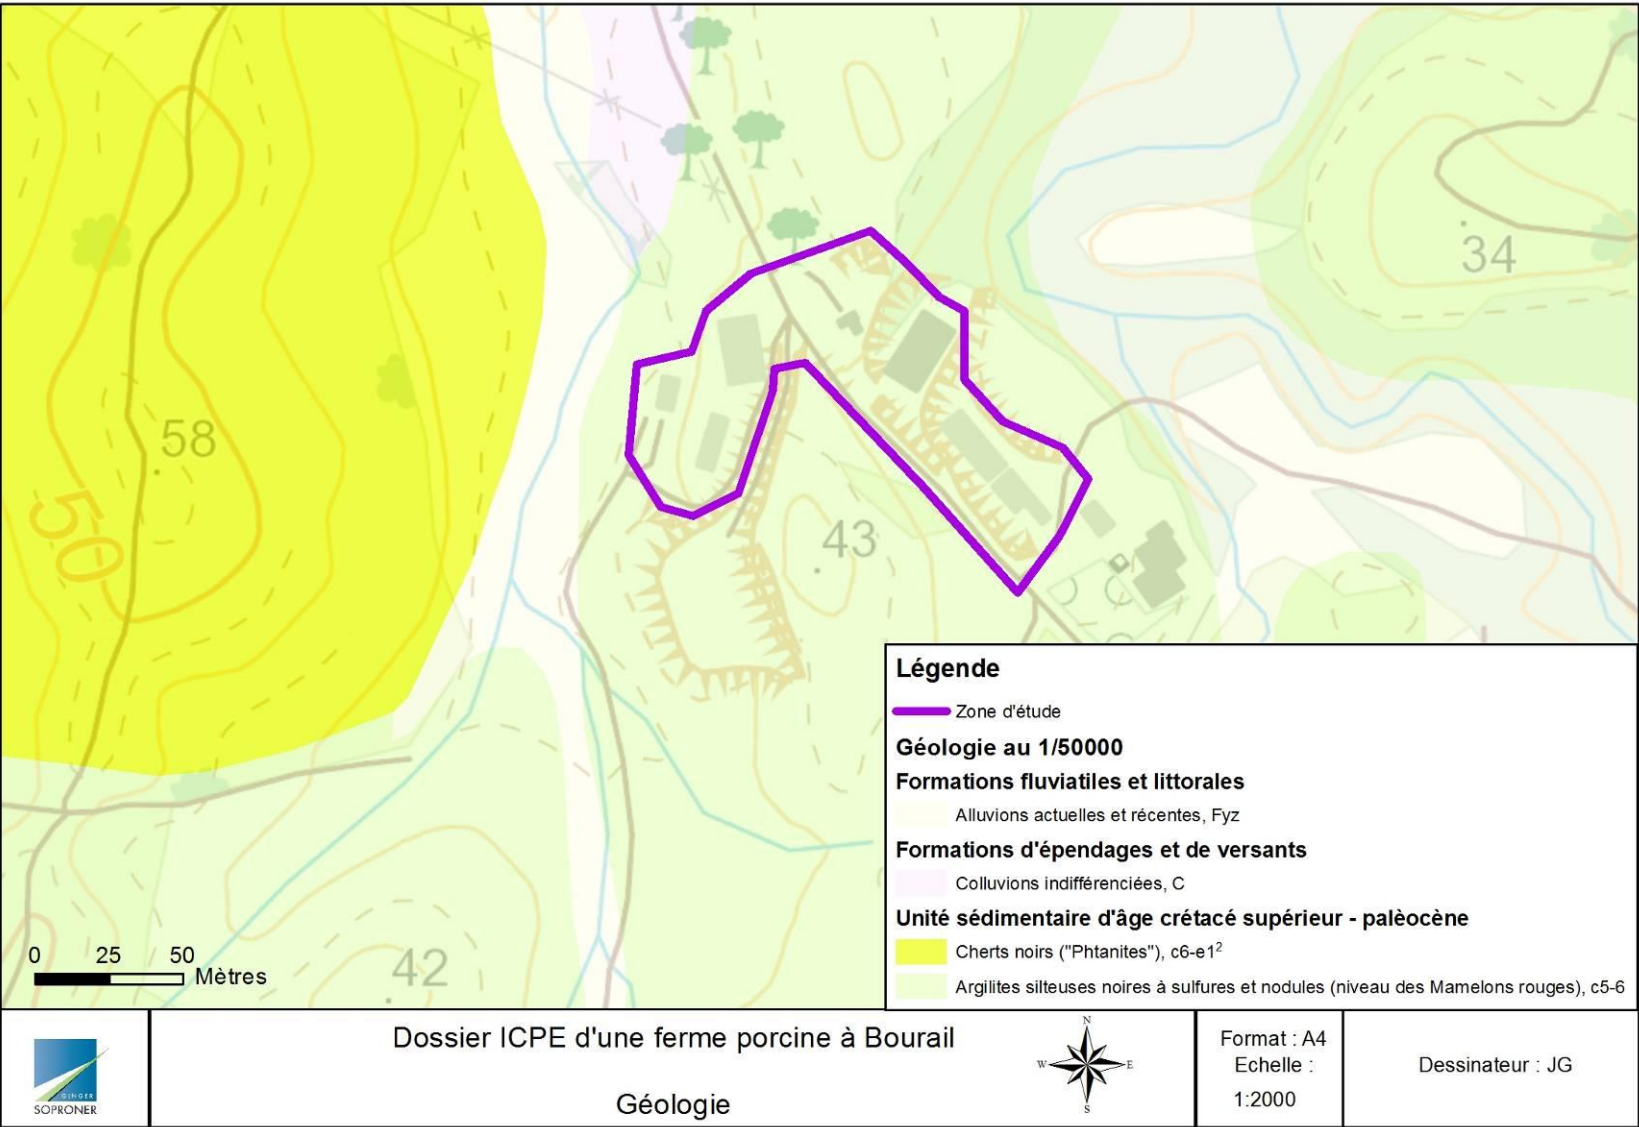 34
58
50
43
42
Légende
Zone d'étude
Géologie au 1/50000
Formations fluviatiles et littorales
Alluvions actuelles et récentes, Fyz
Formations d'épendages et de versants
Colluvions indifférenciées, C
Unité sédimentaire d'âge crétacé supérieur - palèocène
Cherts noirs ("Phtanites"), c6-e1²
Argilites silteuses noires à sulfures et nodules (niveau des Mamelons rouges), c5-6
0 25 50
Mètres
GINGER
SOPRONER
Dossier ICPE d'une ferme porcine à Bourail
Géologie
N
W E
S
Format : A4
Echelle :
1:2000
Dessinateur : JG